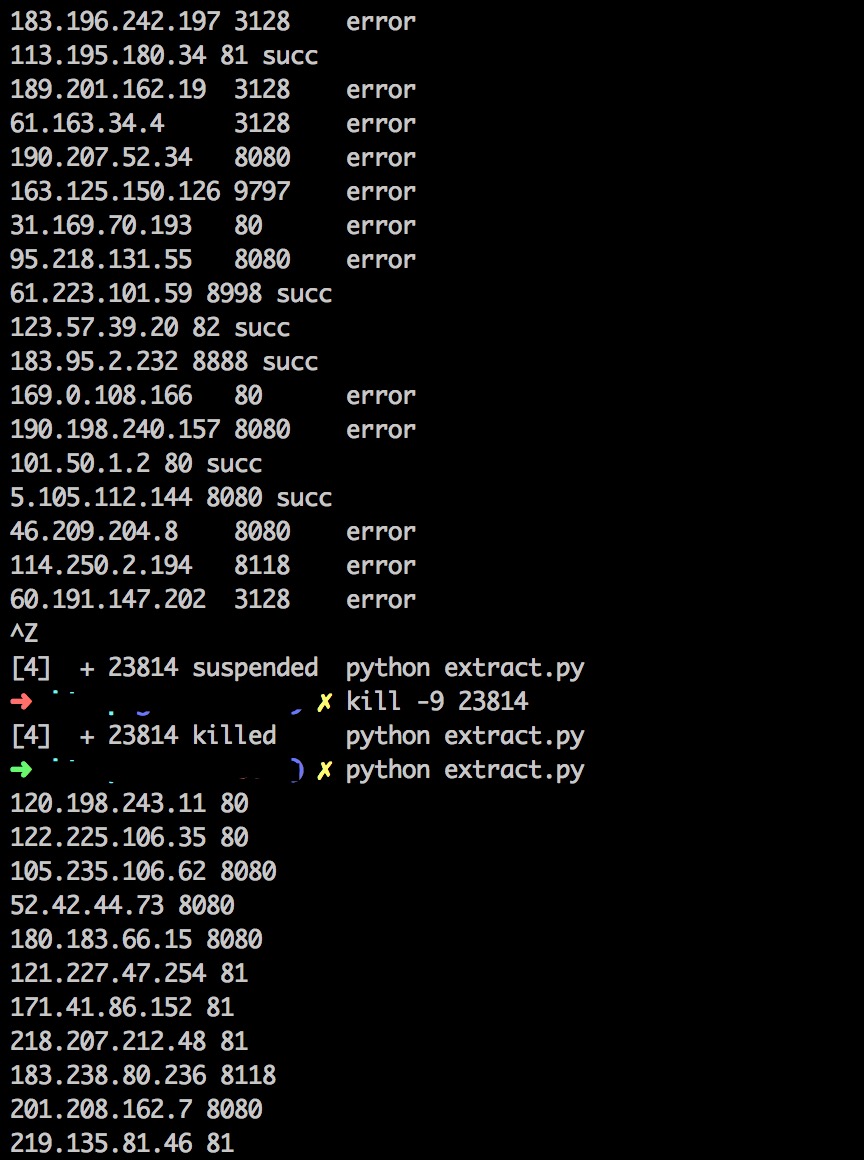 183.196.242.197 3128    error
113.195.180.34 81 succ
189.201.162.19  3128    error
61.163.34.4     3128    error
190.207.52.34   8080    error
163.125.150.126 9797    error
31.169.70.193   80      error
95.218.131.55   8080    error
61.223.101.59 8998 succ
123.57.39.20 82 succ
183.95.2.232 8888 succ
169.0.108.166   80      error
190.198.240.157 8080    error
101.50.1.2 80 succ
5.105.112.144 8080 succ
46.209.204.8    8080    error
114.250.2.194   8118    error
60.191.147.202  3128    error
^Z
[4]  + 23814 suspended  python extract.py
➜ ✗ kill -9 23814
[4]  + 23814 killed     python extract.py
➜ ) ✗ python extract.py
120.198.243.11 80
122.225.106.35 80
105.235.106.62 8080
52.42.44.73 8080
180.183.66.15 8080
121.227.47.254 81
171.41.86.152 81
218.207.212.48 81
183.238.80.236 8118
201.208.162.7 8080
219.135.81.46 81